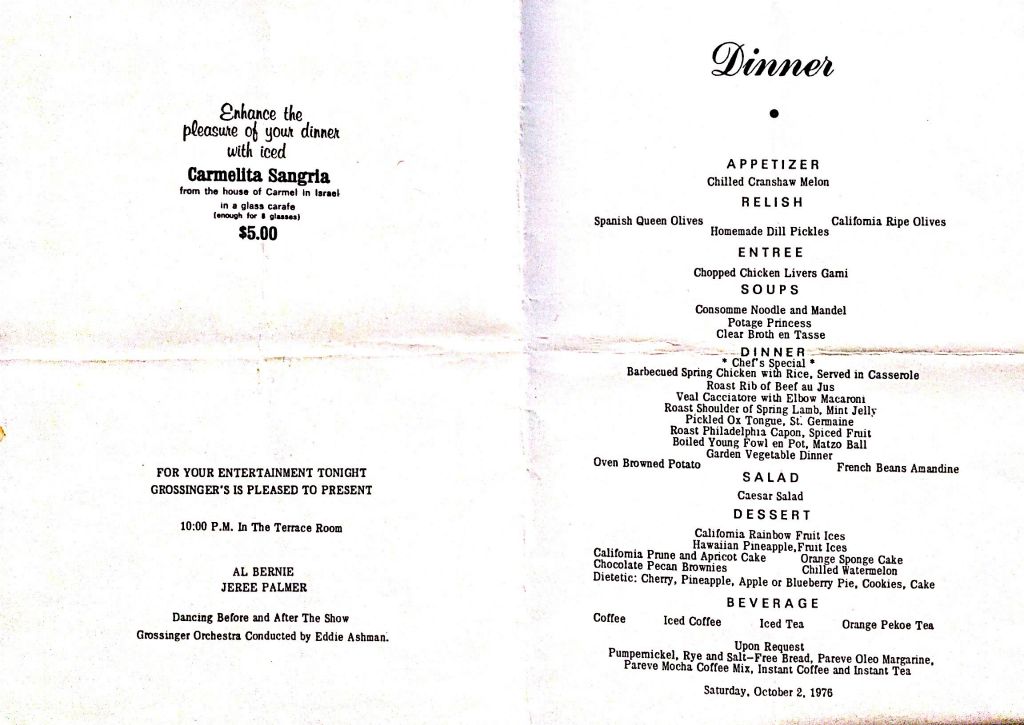 Enhance the
pleasure of your dinner
with iced
Carmelita Sangria
from the house of Carmel in Israel
in a glass carafe
(enough for 8 glasses)
$5.00
FOR YOUR ENTERTAINMENT TONIGHT
GROSSINGER'S IS PLEASED TO PRESENT
10:00 P.M. In The Terrace Room
AL BERNIE
JEREE PALMER
Dancing Before and After The Show
Grossinger Orchestra Conducted by Eddie Ashman.
Dinner
•
APPETIZER
Chilled Cranshaw Melon
RELISH
Spanish Queen Olives California Ripe Olives
Homemade Dill Pickles
ENTREE
Chopped Chicken Livers Garni
SOUPS
Consomme Noodle and Mandel
Potage Princess
Clear Broth en Tasse
DINNER
* Chef's Special *
Barbecued Spring Chicken with Rice, Served in Casserole
Roast Rib of Beef au Jus
Veal Cacciatore with Elbow Macaroni
Roast Shoulder of Spring Lamb, Mint Jelly
Pickled Ox Tongue, St. Germaine
Roast Philadelphia Capon, Spiced Fruit
Boiled Young Fowl en Pot, Matzo Ball
Garden Vegetable Dinner
Oven Browned Potato French Beans Amandine
SALAD
Caesar Salad
DESSERT
California Rainbow Fruit Ices
Hawaiian Pineapple, Fruit Ices
California Prune and Apricot Cake Orange Sponge Cake
Chocolate Pecan Brownies Chilled Watermelon
Dietetic: Cherry, Pineapple, Apple or Blueberry Pie, Cookies, Cake
BEVERAGE
Coffee Iced Coffee Iced Tea Orange Pekoe Tea
Upon Request
Pumpernickel, Rye and Salt-Free Bread, Pareve Oleo Margarine,
Pareve Mocha Coffee Mix, Instant Coffee and Instant Tea
Saturday, October 2, 1976